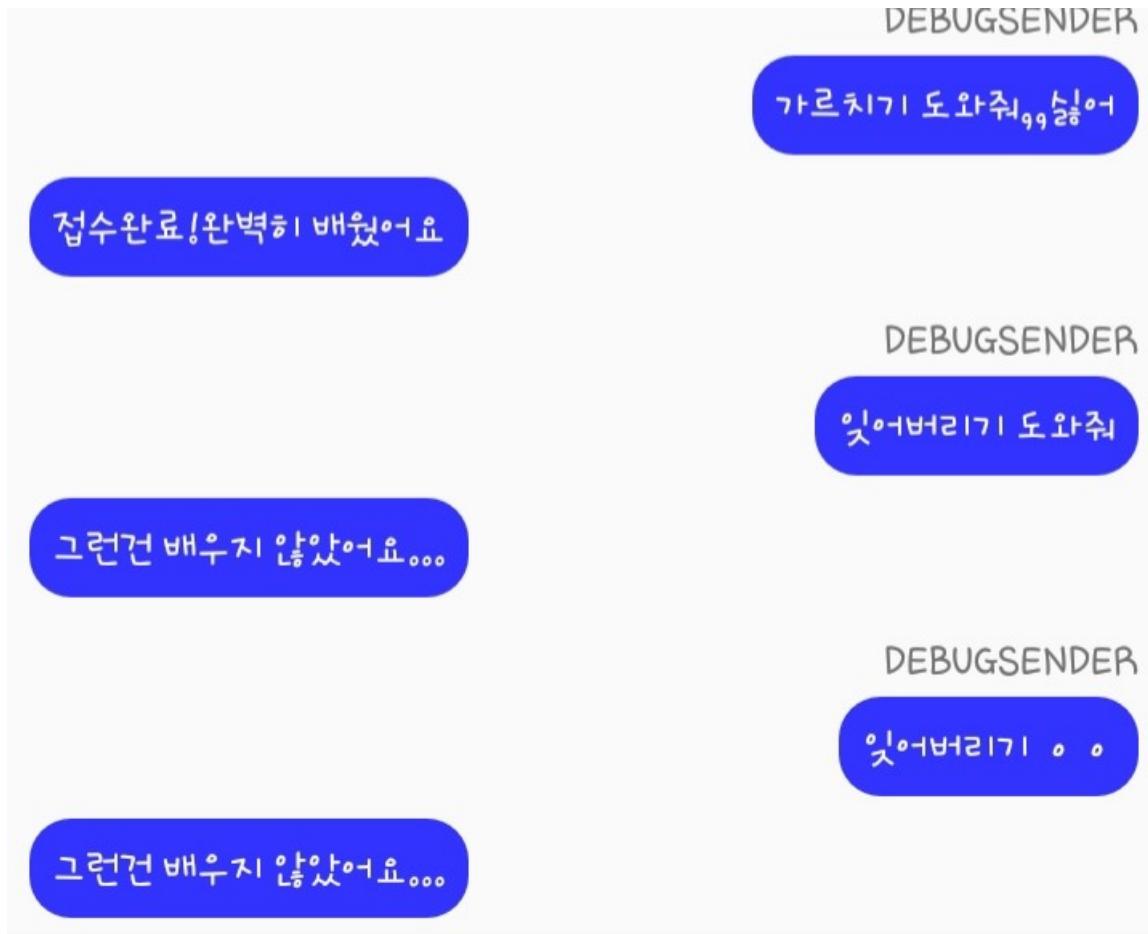 DEBUGSENDER
가르치기 도와줘,,싫어
접수완료!완벽히 배웠어요
DEBUGSENDER
잊어버리기 도와줘
그런건 배우지 않았어요...
DEBUGSENDER
잊어버리기 ㅇ ㅇ
그런건 배우지 않았어요...